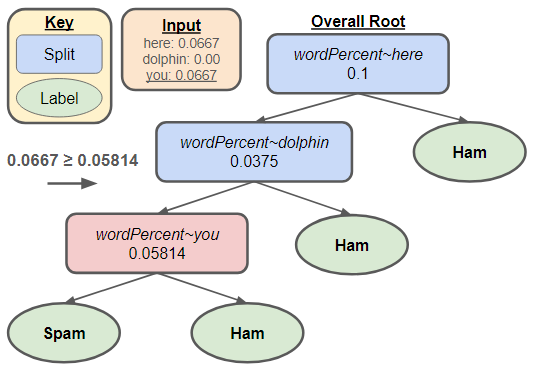 Key
Split
Label
Input
here: 0.0667
dolphin: 0.00
you: 0.0667
Overall Root
wordPercent~here
0.1
0.0667 ≥ 0.05814
wordPercent~dolphin
0.0375
Ham
wordPercent~you
0.05814
Ham
Spam
Ham